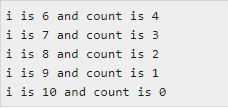 i is 6 and count is 4
i is 7 and count is 3
i is 8 and count is 2
i is 9 and count is 1
i is 10 and count is 0